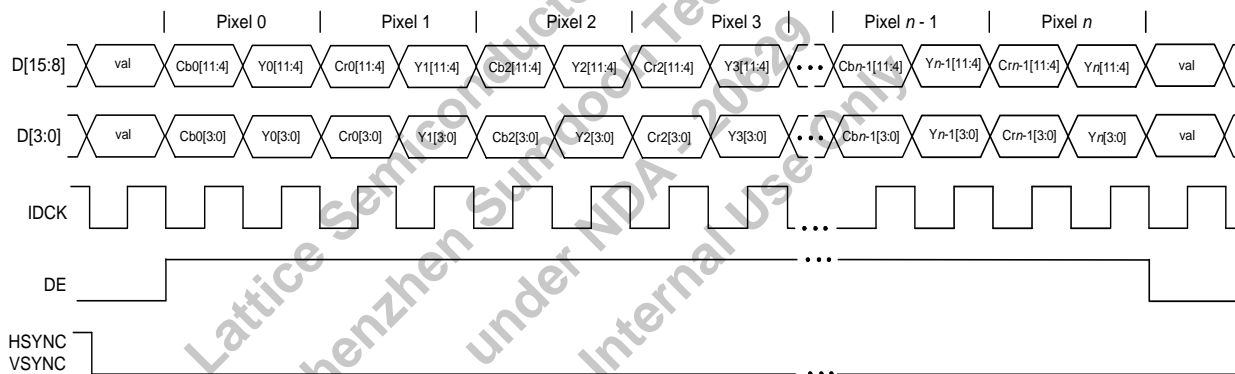 Pixel 0 Pixel 1 Pixel 2 Pixel 3 Pixel n - 1 Pixel n
D[15:8] val Cb0[11:4] Y0[11:4] Cr0[11:4] Y1[11:4] Cb2[11:4] Y2[11:4] Cr2[11:4] Y3[11:4] ••• Cbn-1[11:4] Yn-1[11:4] Crn-1[11:4] Yn[11:4] val
D[3:0] val Cb0[3:0] Y0[3:0] Cr0[3:0] Y1[3:0] Cb2[3:0] Y2[3:0] Cr2[3:0] Y3[3:0] ••• Cbn-1[3:0] Yn-1[3:0] Crn-1[3:0] Yn[3:0] val
IDCK •••
DE •••
HSYNC
VSYNC •••
Lattice Semiconduct
henzhen Sumdoon Tec
under NDA - 20629
Internal Use Only